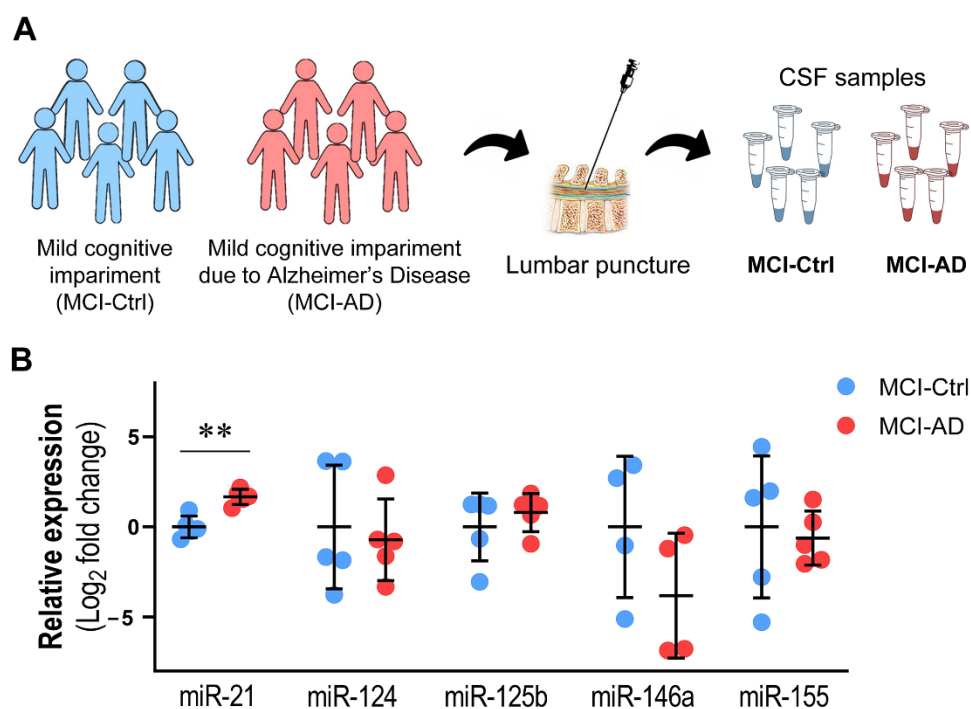 A
Mild cognitive
impariment
(MCI-Ctrl)
Mild cognitive impariment
due to Alzheimer's Disease
(MCI-AD)
Lumbar puncture
CSF samples
MCI-Ctrl
MCI-AD
B
Relative expression
(Log₂ fold change)
5
0
−5
**
MCI-Ctrl
MCI-AD
miR-21
miR-124
miR-125b
miR-146a
miR-155